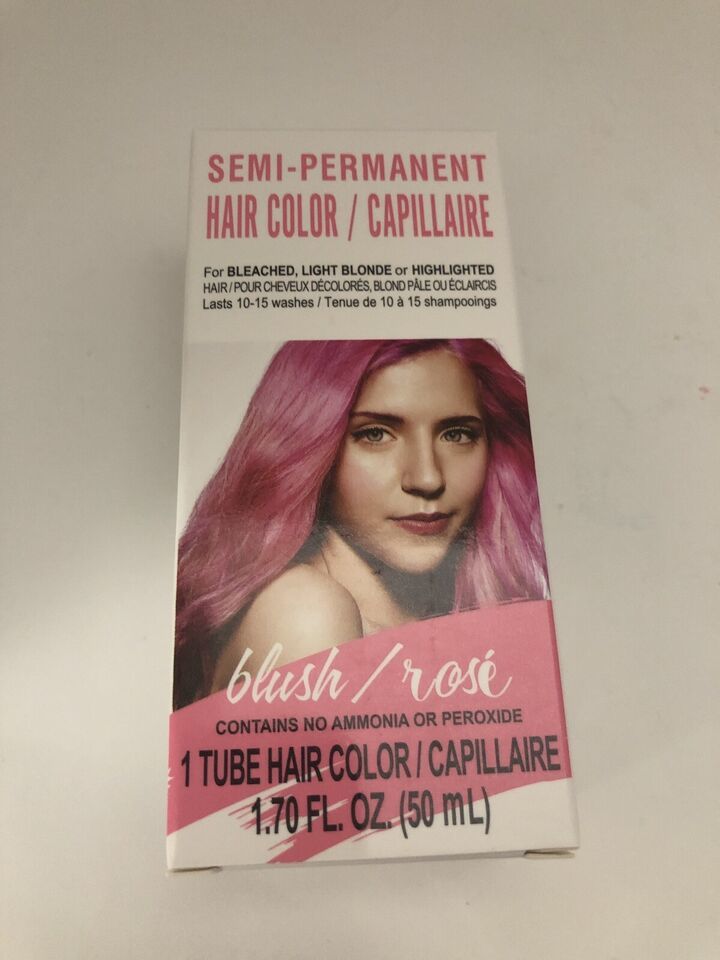 SEMI-PERMANENT
HAIR COLOR / CAPILLAIRE
For BLEACHED, LIGHT BLONDE or HIGHLIGHTED
HAIR / POUR CHEVEUX DÉCOLORÉS, BLOND PÂLE OU ÉCLAIRCIS
Lasts 10-15 washes / Tenue de 10 à 15 shampooings
blush / rosé
CONTAINS NO AMMONIA OR PEROXIDE
1 TUBE HAIR COLOR / CAPILLAIRE
1.70 FL. OZ. (50 mL)